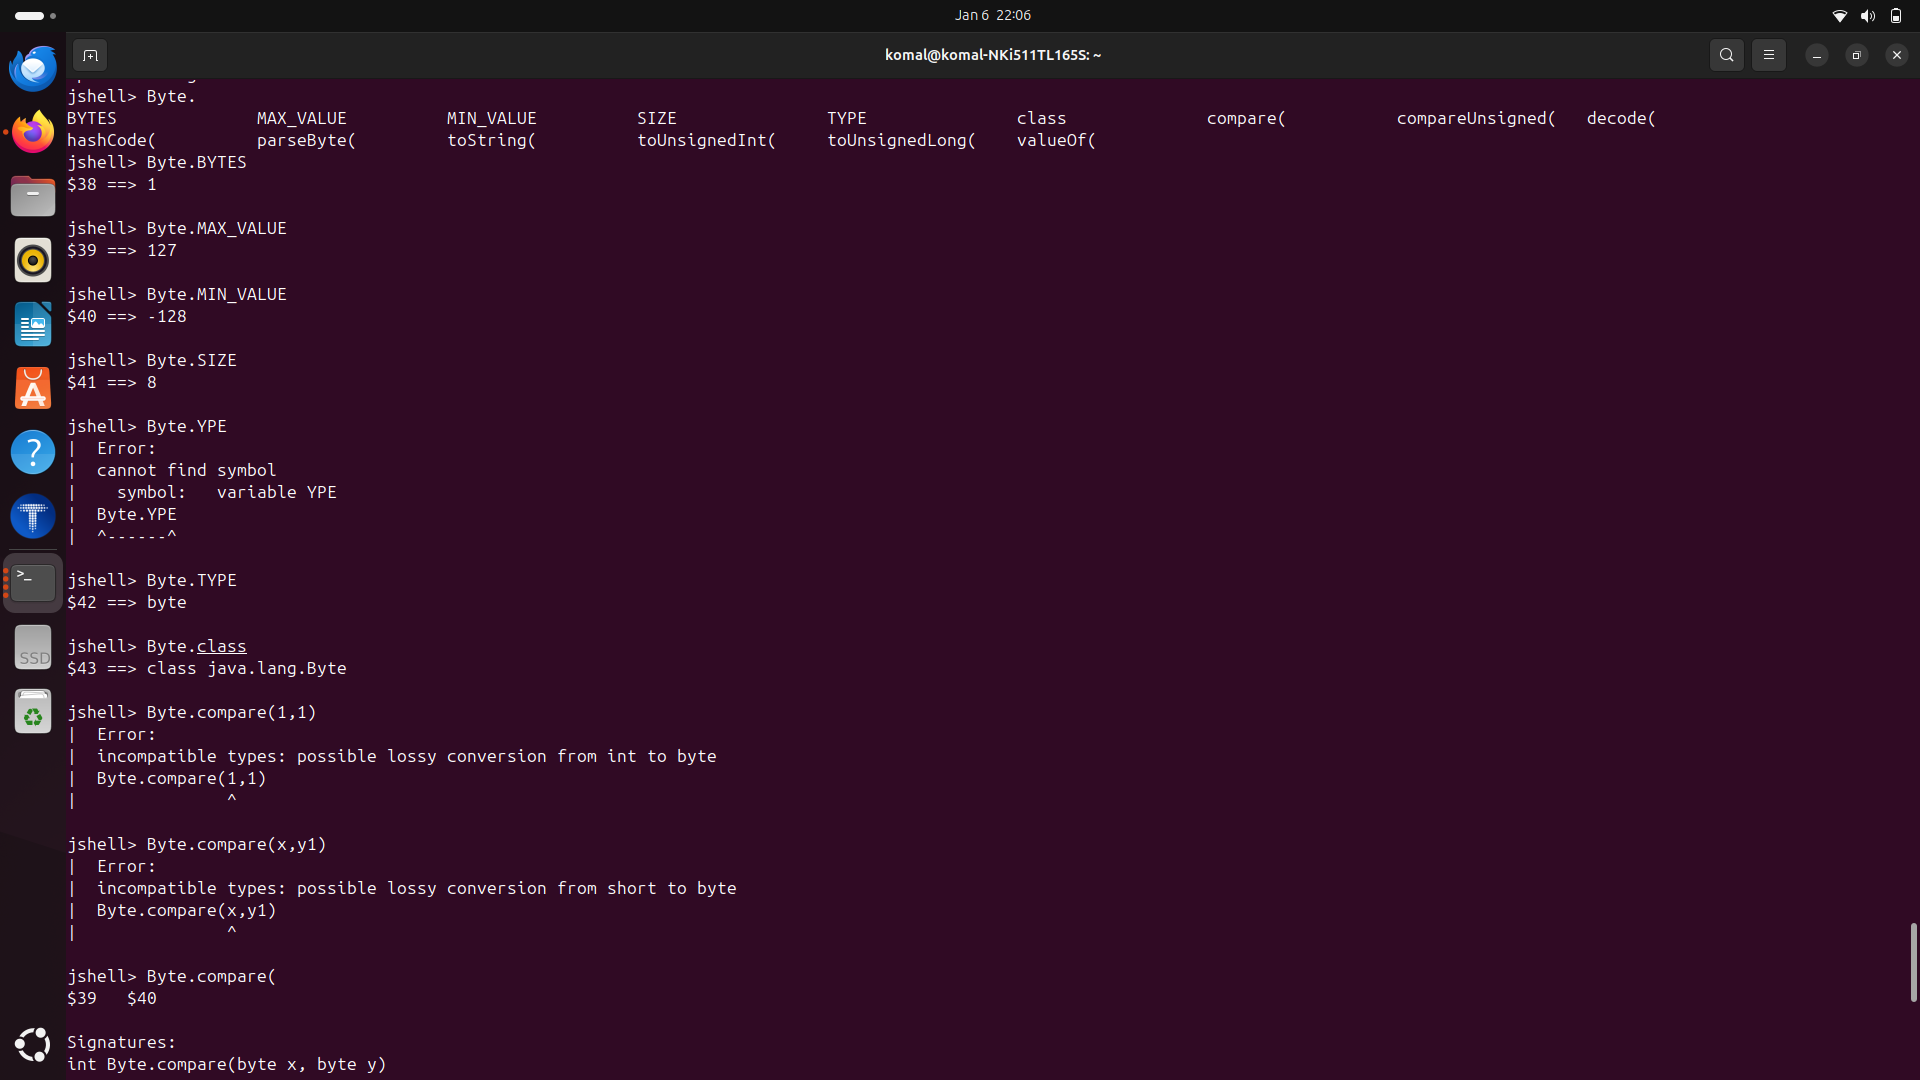 Jan 6 22:06
komal@komal-NKi511TL165S: ~
jshell> Byte.
BYTES MAX_VALUE MIN_VALUE SIZE TYPE class compare( compareUnsigned( decode(
hashCode( parseByte( toString( toUnsignedInt( toUnsignedLong( valueOf(
jshell> Byte.BYTES
$38 ==> 1
jshell> Byte.MAX_VALUE
$39 ==> 127
jshell> Byte.MIN_VALUE
$40 ==> -128
jshell> Byte.SIZE
$41 ==> 8
jshell> Byte.YPE
|  Error:
|  cannot find symbol
|    symbol:   variable YPE
|  Byte.YPE
|  ^------^
jshell> Byte.TYPE
$42 ==> byte
jshell> Byte.class
$43 ==> class java.lang.Byte
jshell> Byte.compare(1,1)
|  Error:
|  incompatible types: possible lossy conversion from int to byte
|  Byte.compare(1,1)
|               ^
jshell> Byte.compare(x,y1)
|  Error:
|  incompatible types: possible lossy conversion from short to byte
|  Byte.compare(x,y1)
|               ^
jshell> Byte.compare(
$39   $40
Signatures:
int Byte.compare(byte x, byte y)
SSD